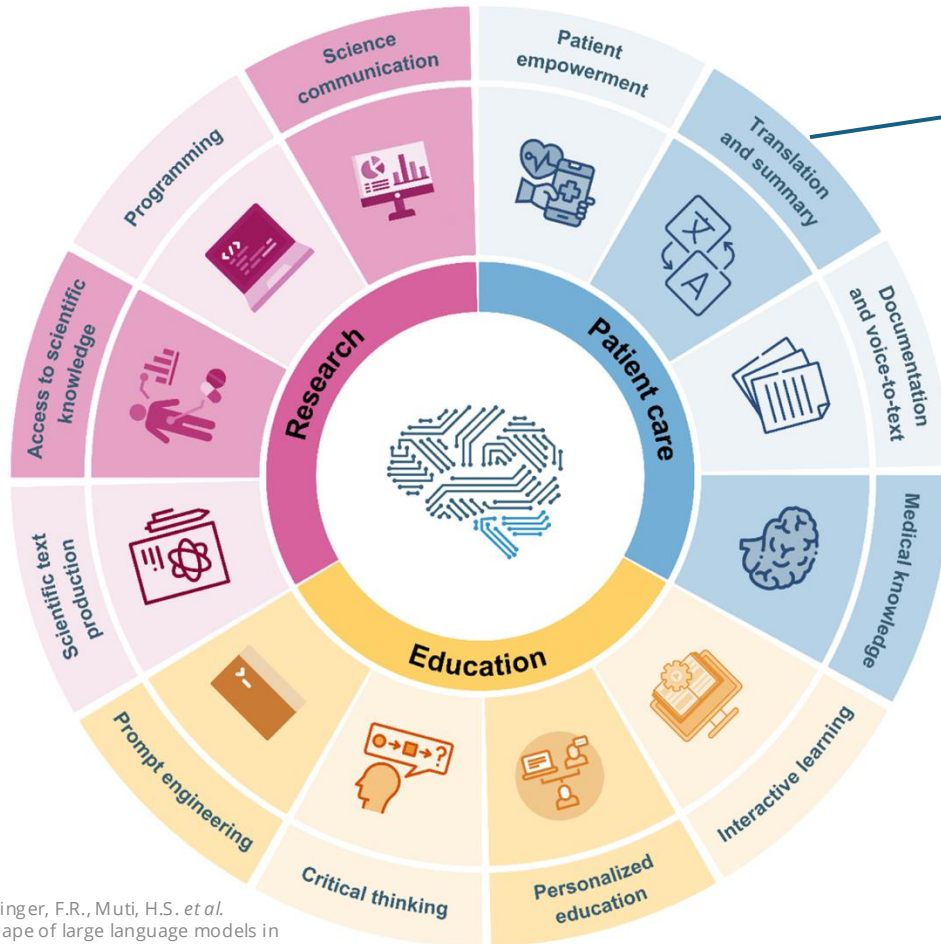 Science
communication
Patient
empowerment
Translation
and summary
Documentation
and voice-to-text
Medical knowledge
Interactive learning
Personalized
education
Critical thinking
Prompt engineering
Scientific text
production
Access to scientific
knowledge
Programming
Research
Patient care
Education
</>
文
A
>-
?
inger, F.R., Muti, H.S. et al.
ape of large language models in